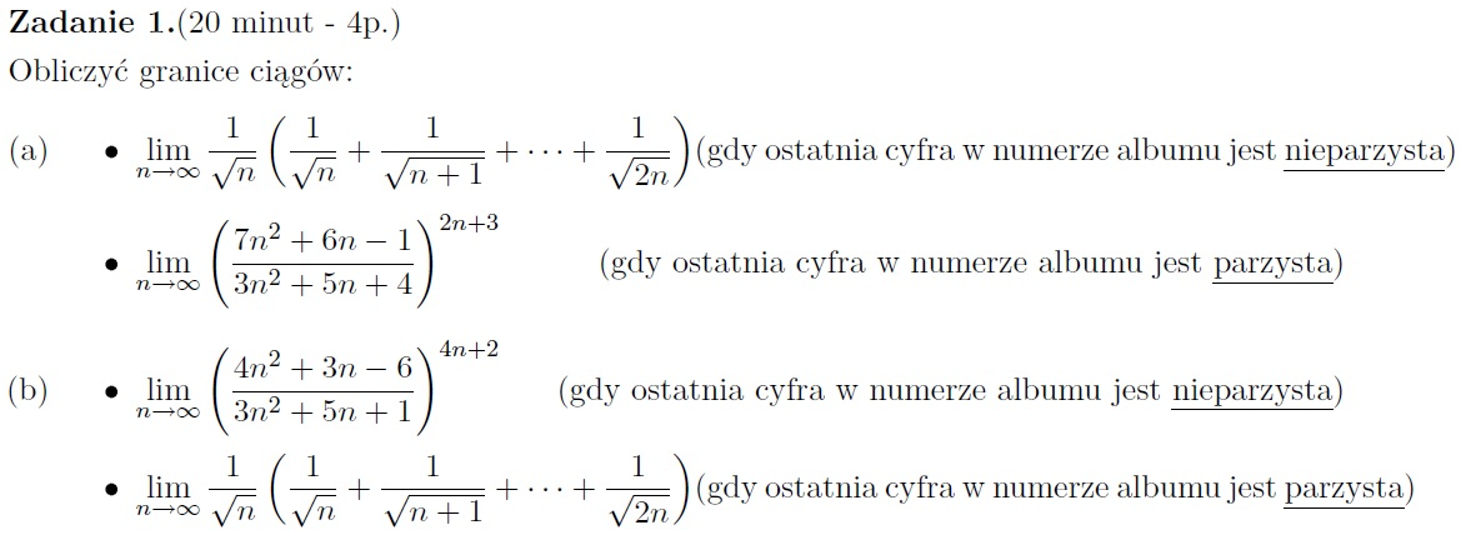 Zadanie 1.(20 minut - 4p.)
Obliczyć granice ciągów:
(a) • $\lim_{n\to\infty} \frac{1}{\sqrt{n}} \left( \frac{1}{\sqrt{n}} + \frac{1}{\sqrt{n+1}} + \cdots + \frac{1}{\sqrt{2n}} \right)$ (gdy ostatnia cyfra w numerze albumu jest nieparzysta)
• $\lim_{n\to\infty} \left( \frac{7n^2+6n-1}{3n^2+5n+4} \right)^{2n+3}$ (gdy ostatnia cyfra w numerze albumu jest parzysta)
(b) • $\lim_{n\to\infty} \left( \frac{4n^2+3n-6}{3n^2+5n+1} \right)^{4n+2}$ (gdy ostatnia cyfra w numerze albumu jest nieparzysta)
• $\lim_{n\to\infty} \frac{1}{\sqrt{n}} \left( \frac{1}{\sqrt{n}} + \frac{1}{\sqrt{n+1}} + \cdots + \frac{1}{\sqrt{2n}} \right)$ (gdy ostatnia cyfra w numerze albumu jest parzysta)